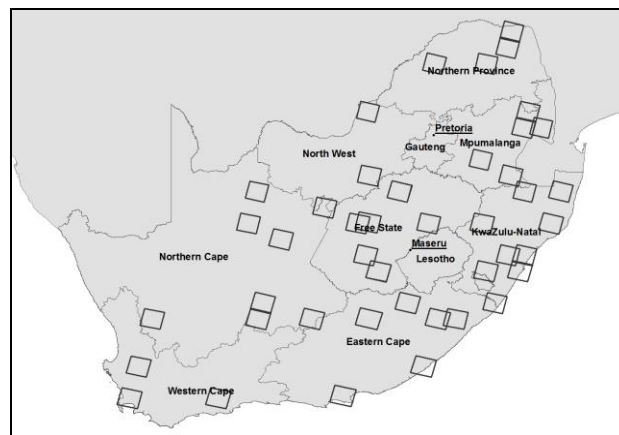 Northern Province
Pretoria
Gauteng
Mpumalanga
North West
Free State
KwaZulu-Natal
Maseru
Lesotho
Northern Cape
Eastern Cape
Western Cape